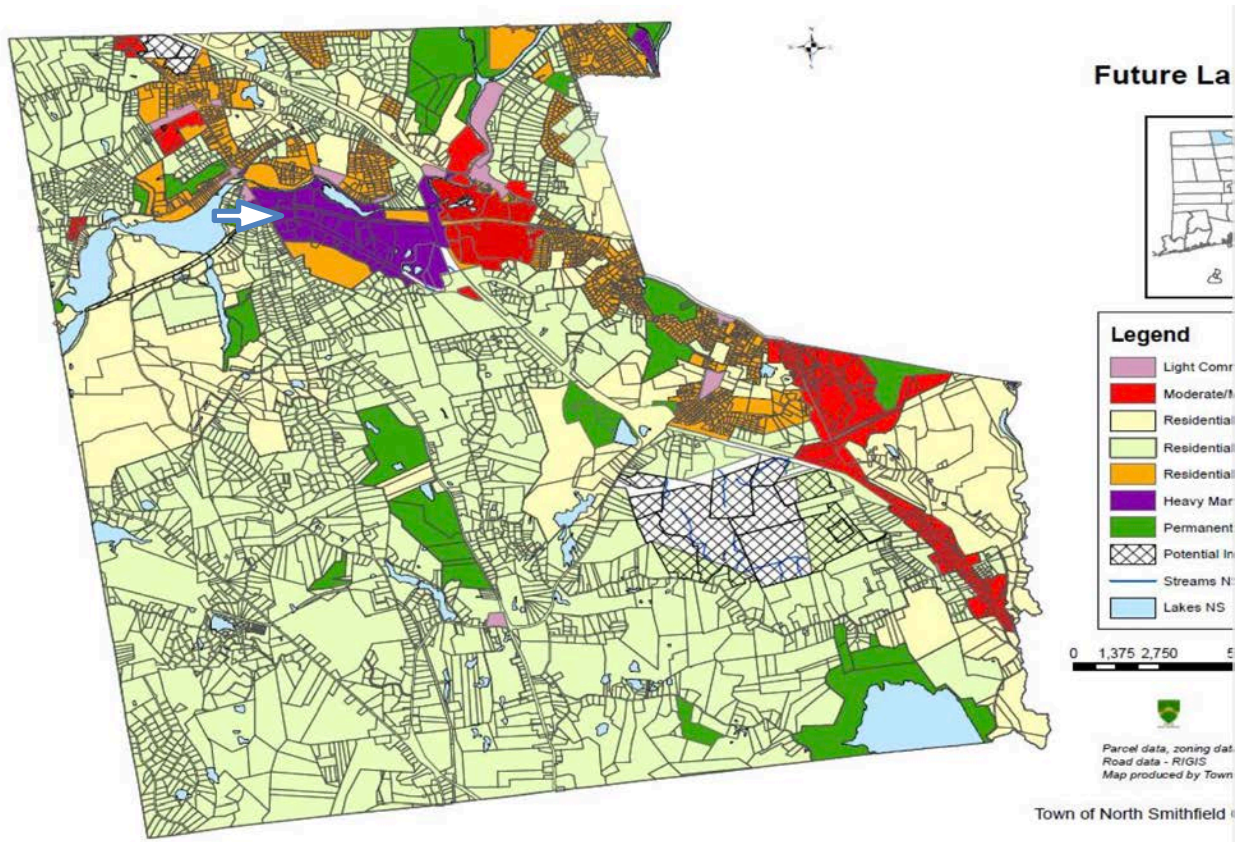 Future La
Legend
Light Comr
Moderate/M
Residential
Residential
Residential
Heavy Mar
Permanent
Potential In
Streams N
Lakes NS
0 1,375 2,750 5
Parcel data, zoning dat
Road data - RIGIS
Map produced by Town
Town of North Smithfield